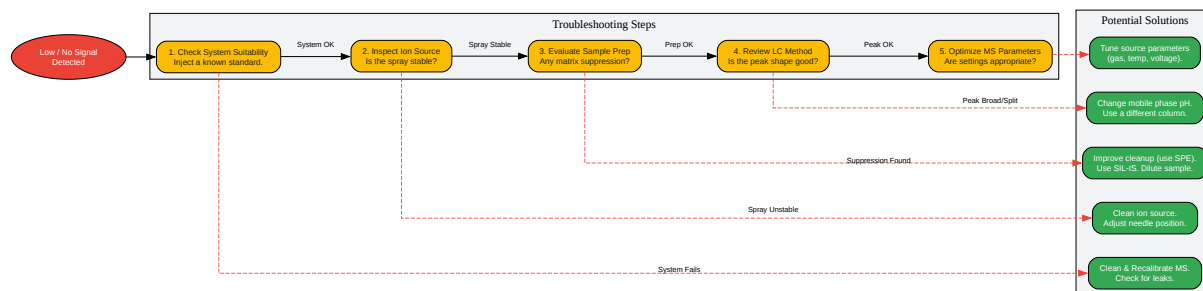 Troubleshooting Steps
Potential Solutions
Low / No Signal
Detected
1. Check System Suitability
Inject a known standard.
System OK
2. Inspect Ion Source
Is the spray stable?
Spray Stable
3. Evaluate Sample Prep
Any matrix suppression?
Prep OK
4. Review LC Method
Is the peak shape good?
Peak OK
5. Optimize MS Parameters
Are settings appropriate?
Tune source parameters
(gas, temp, voltage).
Peak Broad/Split
Change mobile phase pH.
Use a different column.
Suppression Found
Improve cleanup (use SPE).
Use SIL-IS. Dilute sample.
Spray Unstable
Clean ion source.
Adjust needle position.
System Fails
Clean & Recalibrate MS.
Check for leaks.